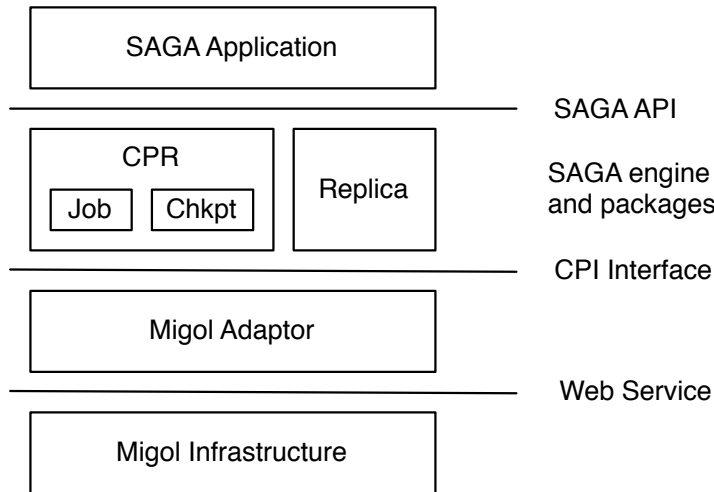 SAGA Application
SAGA API
CPR
Job
Chkpt
Replica
SAGA engine
and packages
CPI Interface
Migol Adaptor
Web Service
Migol Infrastructure